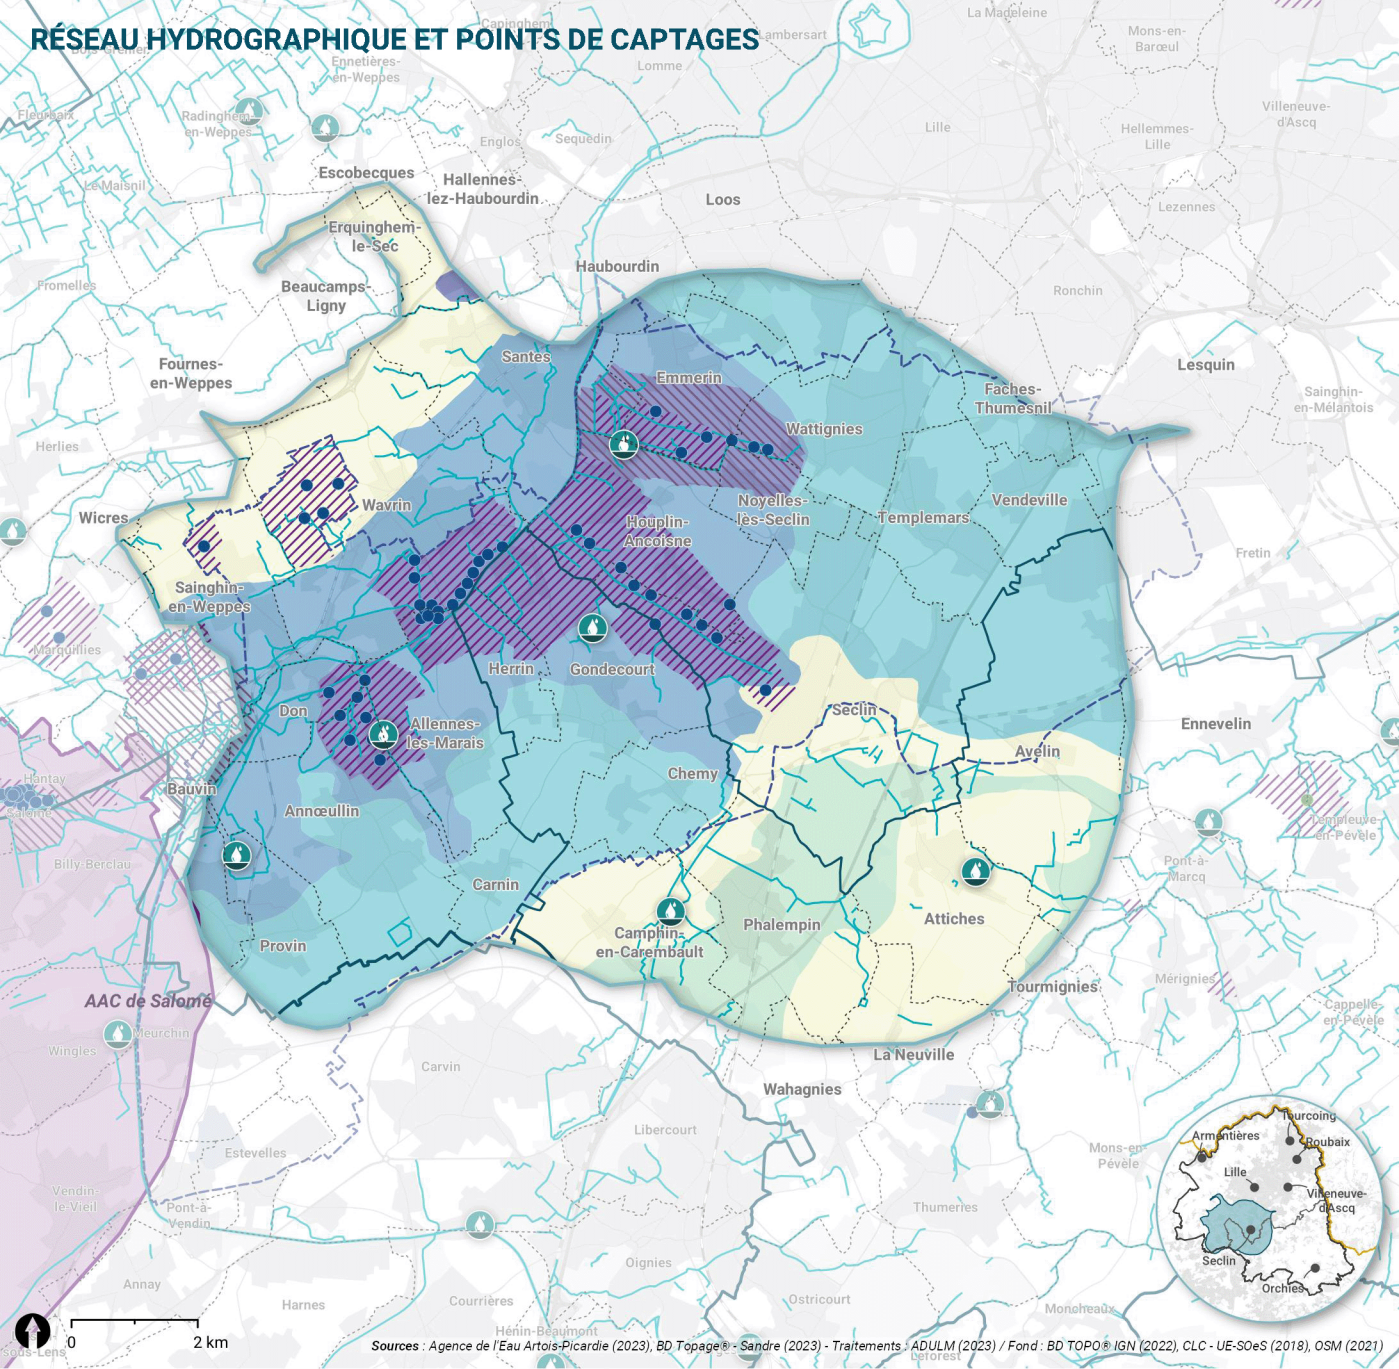 RÉSEAU HYDROGRAPHIQUE ET POINTS DE CAPTAGES
Capinghem
Lambersart
La Madeleine
Mons-en-
Barœul
Ennetières-
en-Weppes
Lomme
Villeneuve-
d'Ascq
Fleurbaix
Radinghem-
en-Weppes
Englos
Sequedin
Lille
Hellemmes-
Lille
Le Maisnil
Escobecques
Hallennes-
lez-Haubourdin
Loos
Lezennes
Erquinghem-
le-Sec
Haubourdin
Fromelles
Beaucamps-
Ligny
Ronchin
Fournes-
en-Weppes
Santes
Emmerin
Lesquin
Faches-
Thumesnil
Sainghin-
en-Mélantois
Wattignies
Herlies
Wicres
Wavrin
Noyelles-
lès-Seclin
Templemars
Vendeville
Houplin-
Ancoisne
Fretin
Sainghin-
en-Weppes
Marquillies
Herrin
Gondecourt
Don
Allennes-
les-Marais
Seclin
Ennevelin
Avelin
Chemy
Hantay
Salomé
Bauvin
Annœullin
Templeuve-
en-Pévèle
Billy-Berclau
Pont-à-
Marcq
Carnin
Provin
Camphin-
en-Carembault
Phalempin
Attiches
AAC de Salomé
Tourmignies
Mérignies
Cappelle-
en-Pévèle
Meurchin
Wingles
La Neuville
Carvin
Wahagnies
Libercourt
Estevelles
Mons-en-
Pévèle
Vendin-
le-Vieil
Pont-à-
Vendin
Thumeries
Oignies
Annay
Harnes
Courrières
Ostricourt
Moncheaux
Hénin-Beaumont
Leforest
Tourcoing
Armentières
Roubaix
Lille
Villeneuve-
d'Ascq
Seclin
Orchies
0 2 km
Sources : Agence de l'Eau Artois-Picardie (2023), BD Topage® - Sandre (2023) - Traitements : ADULM (2023) / Fond : BD TOPO® IGN (2022), CLC - UE-SOeS (2018), OSM (2021)